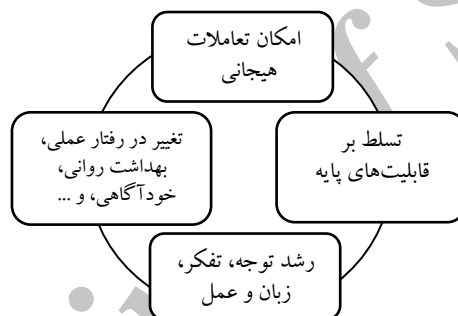 امکان تعاملات
هیجانی
تسلط بر
قابلیت‌های پایه
رشد توجه، تفکر،
زبان و عمل
تغییر در رفتار عملی،
بهداشت روانی،
خودآگاهی، و ...